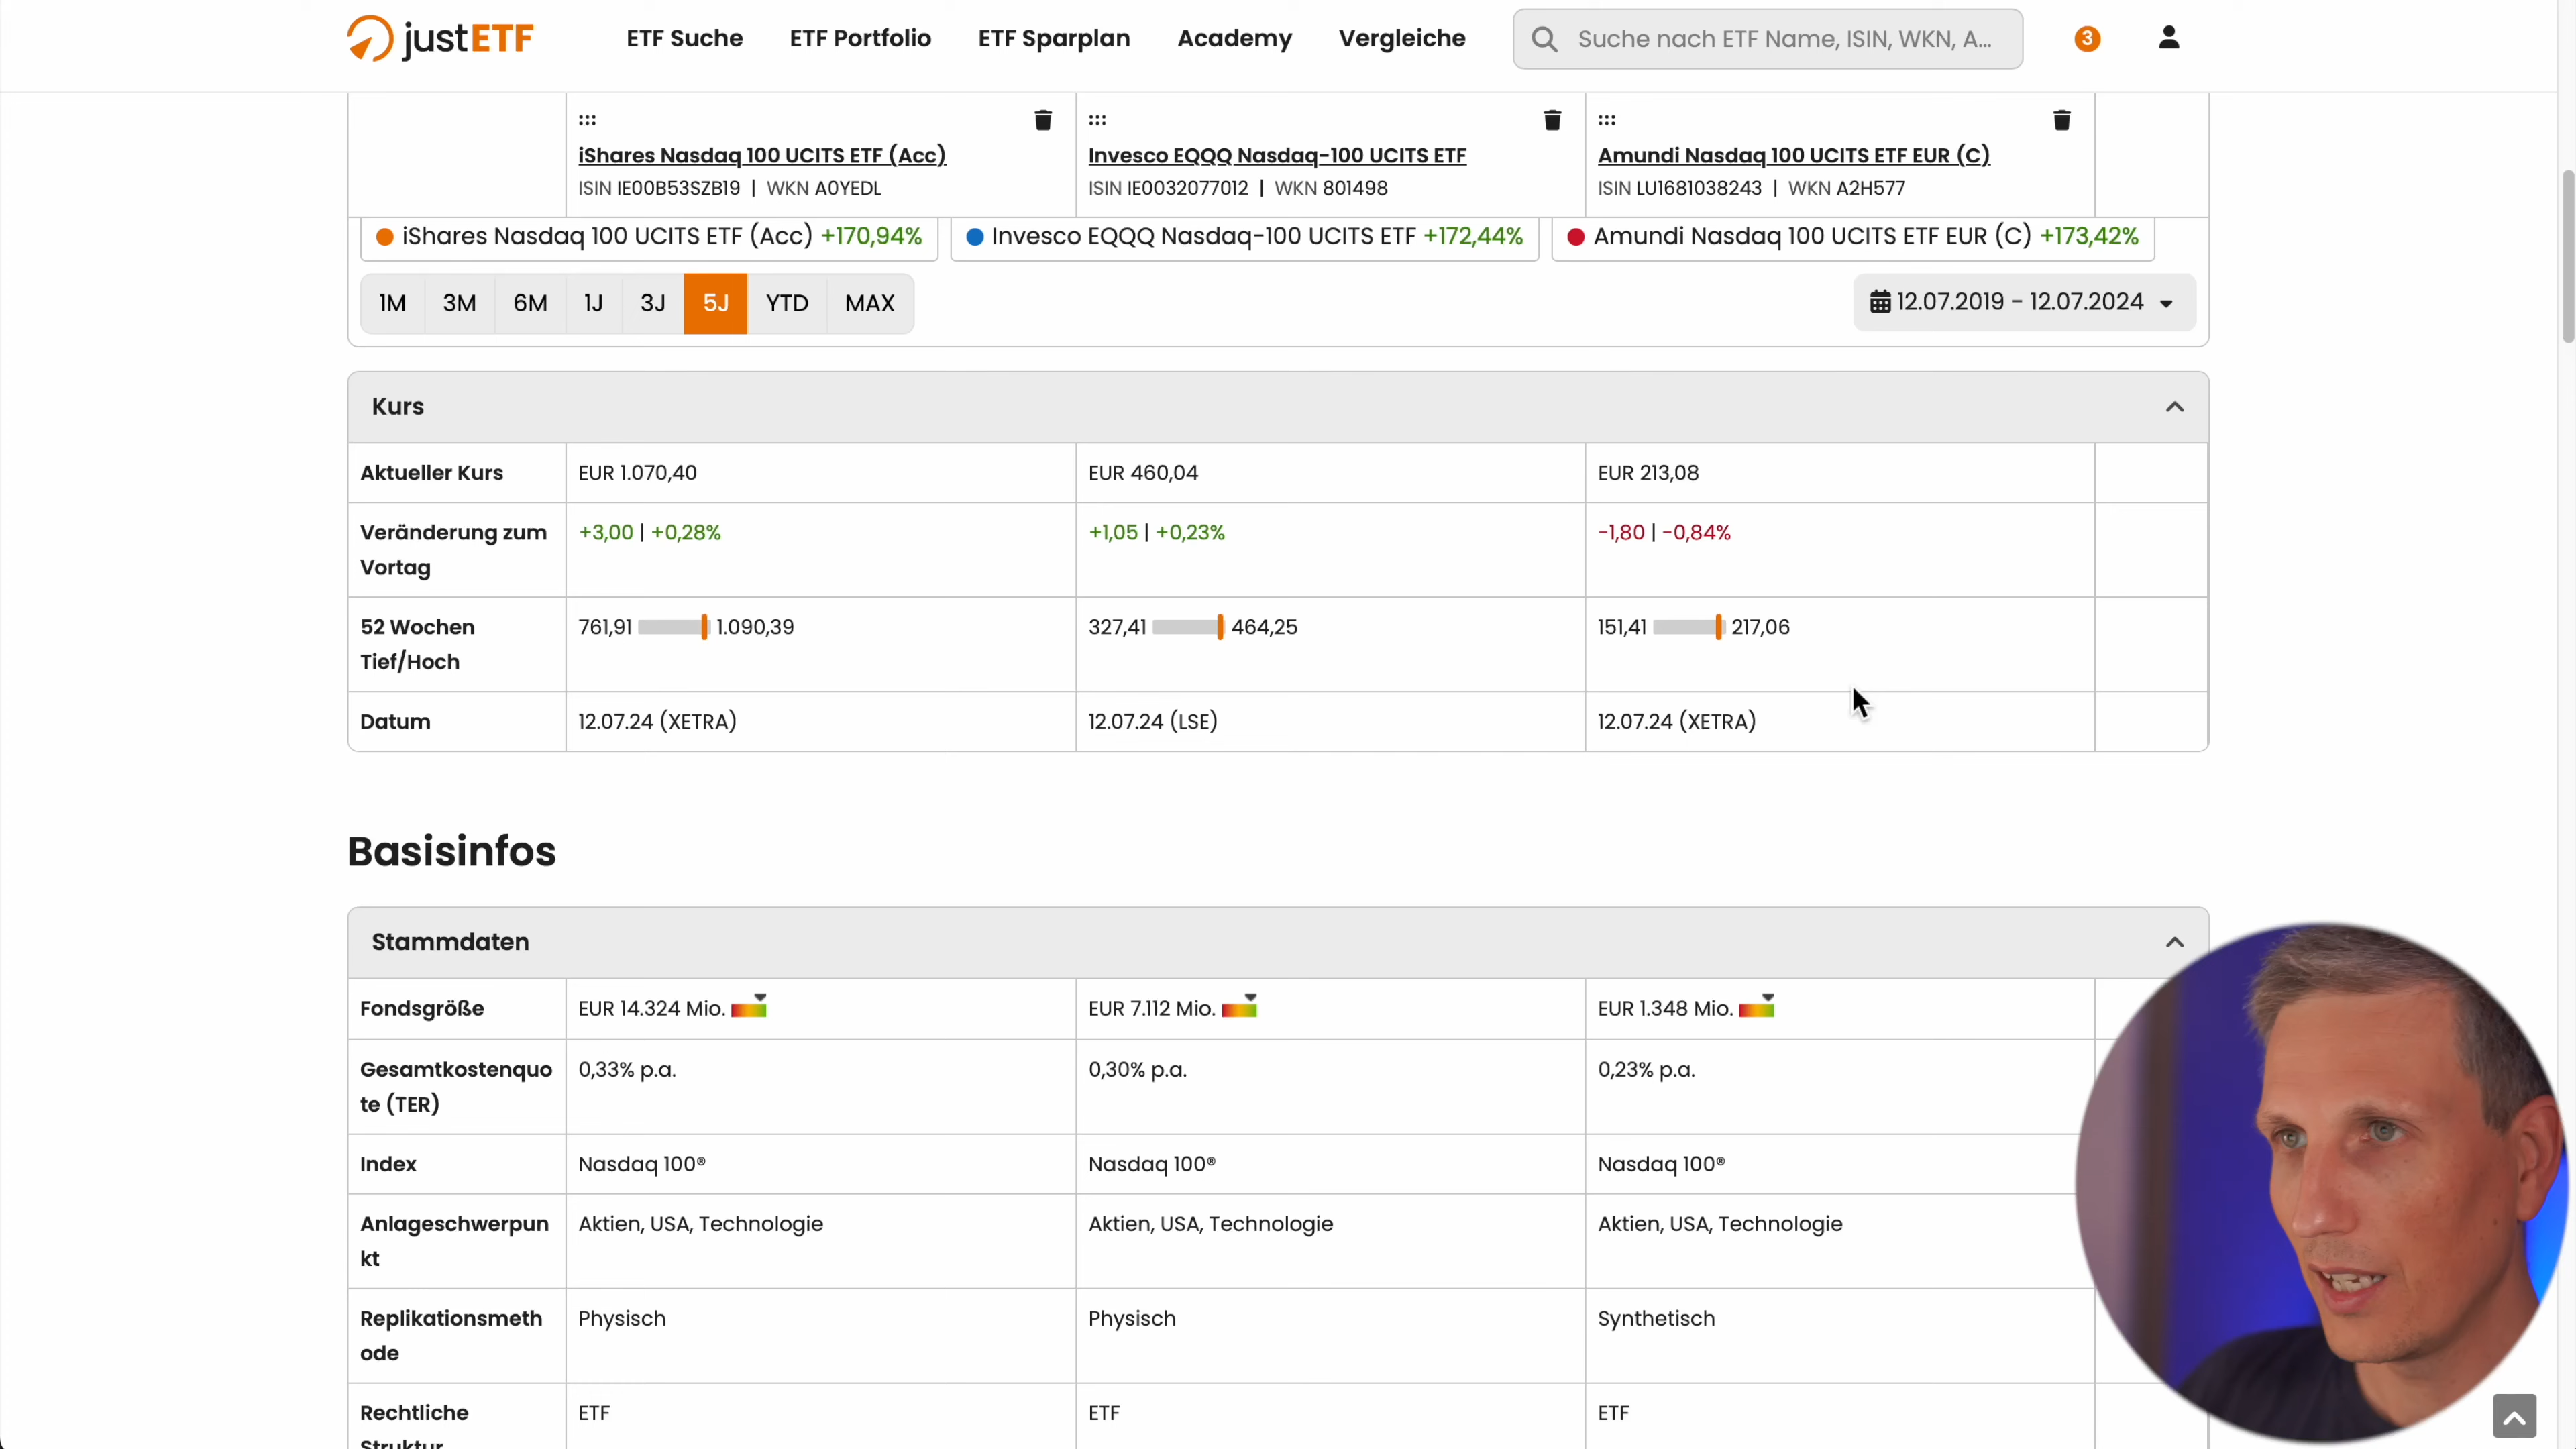 justETF ETF Suche ETF Portfolio ETF Sparplan Academy Vergleiche Suche nach ETF Name, ISIN, WKN, A... 3
iShares Nasdaq 100 UCITS ETF (Acc) Invesco EQQQ Nasdaq-100 UCITS ETF Amundi Nasdaq 100 UCITS ETF EUR (C)
ISIN IE00B53SZB19 | WKN A0YEDL ISIN IE0032077012 | WKN 801498 ISIN LU1681038243 | WKN A2H577
iShares Nasdaq 100 UCITS ETF (Acc) +170,94% Invesco EQQQ Nasdaq-100 UCITS ETF +172,44% Amundi Nasdaq 100 UCITS ETF EUR (C) +173,42%
1M 3M 6M 1J 3J 5J YTD MAX 12.07.2019 - 12.07.2024
Kurs
Aktueller Kurs EUR 1.070,40 EUR 460,04 EUR 213,08
Veränderung zum +3,00 | +0,28% +1,05 | +0,23% -1,80 | -0,84%
Vortag
52 Wochen 761,91 1.090,39 327,41 464,25 151,41 217,06
Tief/Hoch
Datum 12.07.24 (XETRA) 12.07.24 (LSE) 12.07.24 (XETRA)
Basisinfos
Stammdaten
Fondsgröße EUR 14.324 Mio. EUR 7.112 Mio. EUR 1.348 Mio.
Gesamtkostenquo 0,33% p.a. 0,30% p.a. 0,23% p.a.
te (TER)
Index Nasdaq 100® Nasdaq 100® Nasdaq 100®
Anlageschwerpun Aktien, USA, Technologie Aktien, USA, Technologie Aktien, USA, Technologie
kt
Replikationsmeth Physisch Physisch Synthetisch
ode
Rechtliche ETF ETF ETF
Struktur